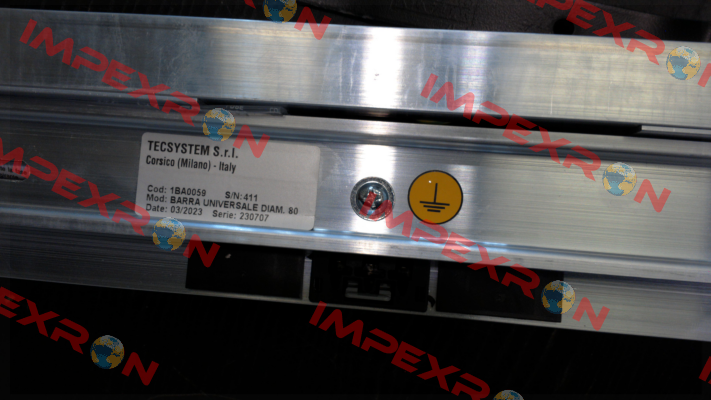 IMPEXRON
IMPEXRON
IMPEXRON
TECSYSTEM S.r.l.
Corsico (Milano) - Italy
Cod: 1BA0059 S/N: 411
Mod: BARRA UNIVERSALE DIAM. 80
Date: 03/2023 Serie: 230707
IMPEXRON
IMPEXRON